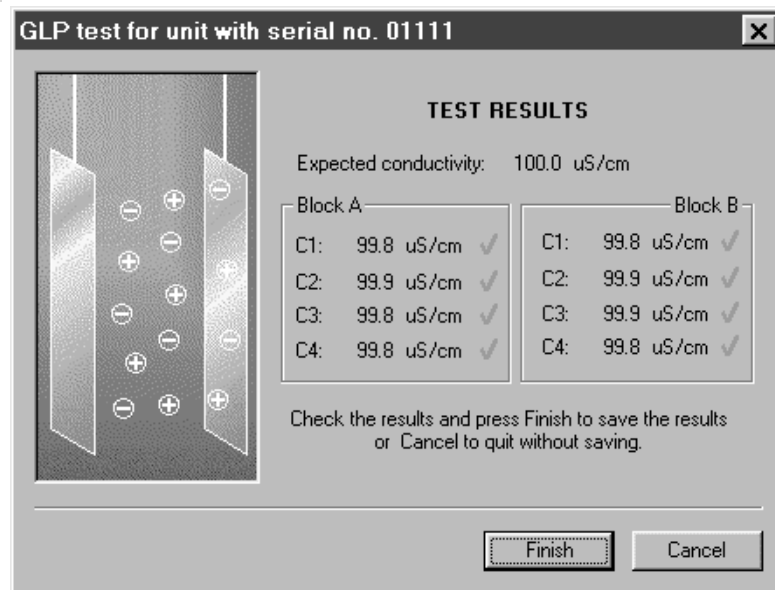 GLP test for unit with serial no. 01111
TEST RESULTS
Expected conductivity: 100.0 uS/cm
Block A
C1: 99.8 uS/cm
C2: 99.9 uS/cm
C3: 99.8 uS/cm
C4: 99.8 uS/cm
Block B
C1: 99.8 uS/cm
C2: 99.9 uS/cm
C3: 99.9 uS/cm
C4: 99.8 uS/cm
Check the results and press Finish to save the results
or Cancel to quit without saving.
Finish
Cancel